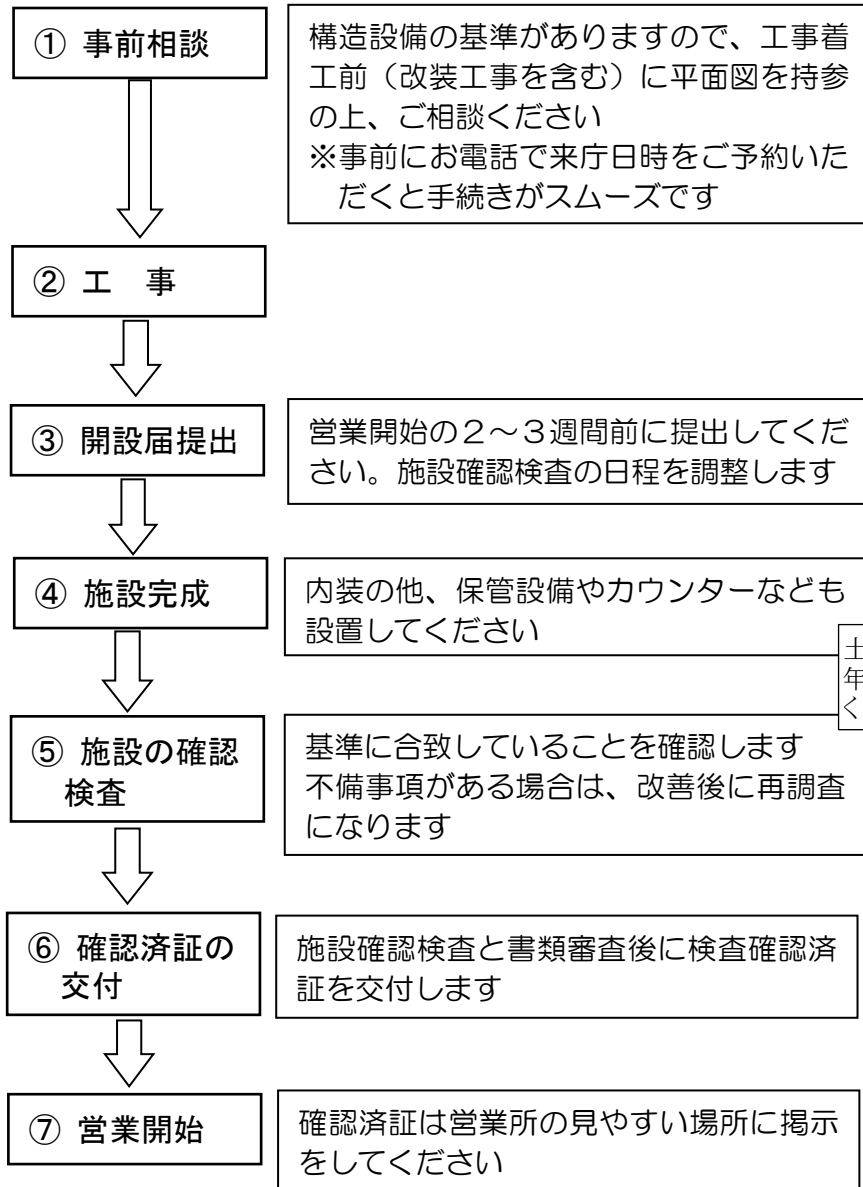 ① 事前相談
構造設備の基準がありますので、工事着
工前（改装工事を含む）に平面図を持参
の上、ご相談ください
※事前にお電話で来庁日時をご予約いた
だくと手続きがスムーズです
② 工　事
③ 開設届提出
営業開始の２～３週間前に提出してくだ
さい。施設確認検査の日程を調整します
④ 施設完成
内装の他、保管設備やカウンターなども
設置してください
土
年
く
⑤ 施設の確認
検査
基準に合致していることを確認します
不備事項がある場合は、改善後に再調査
になります
⑥ 確認済証の
交付
施設確認検査と書類審査後に検査確認済
証を交付します
⑦ 営業開始
確認済証は営業所の見やすい場所に掲示
をしてください